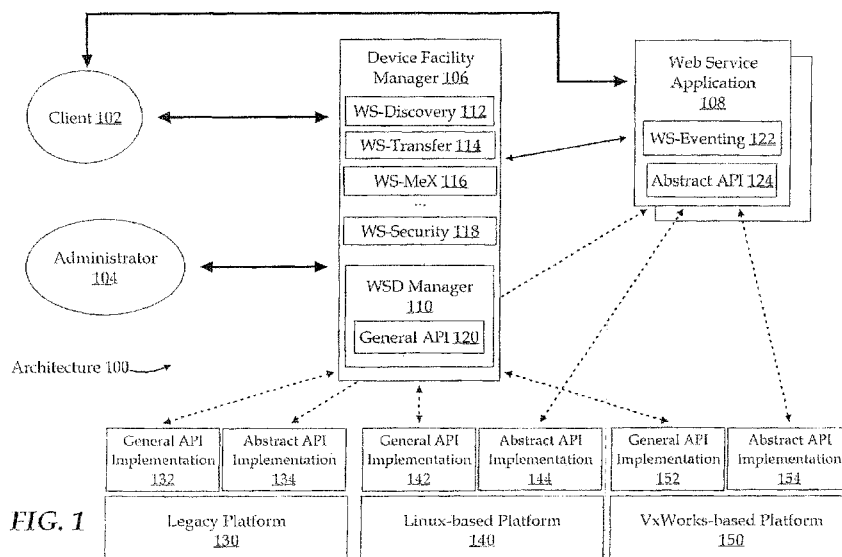 Device Facility
Manager 106
WS-Discovery 112
WS-Transfer 114
WS-MeX 116
...
WS-Security 118
WSD Manager
110
General API 120
Web Service
Application
108
WS-Eventing 122
Abstract API 124
Client 102
Administrator
104
Architecture 100
General API
Implementation
132
Abstract API
Implementation
134
Legacy Platform
130
General API
Implementation
142
Abstract API
Implementation
144
Linux-based Platform
140
General API
Implementation
152
Abstract API
Implementation
154
VxWorks-based Platform
150
FIG. 1